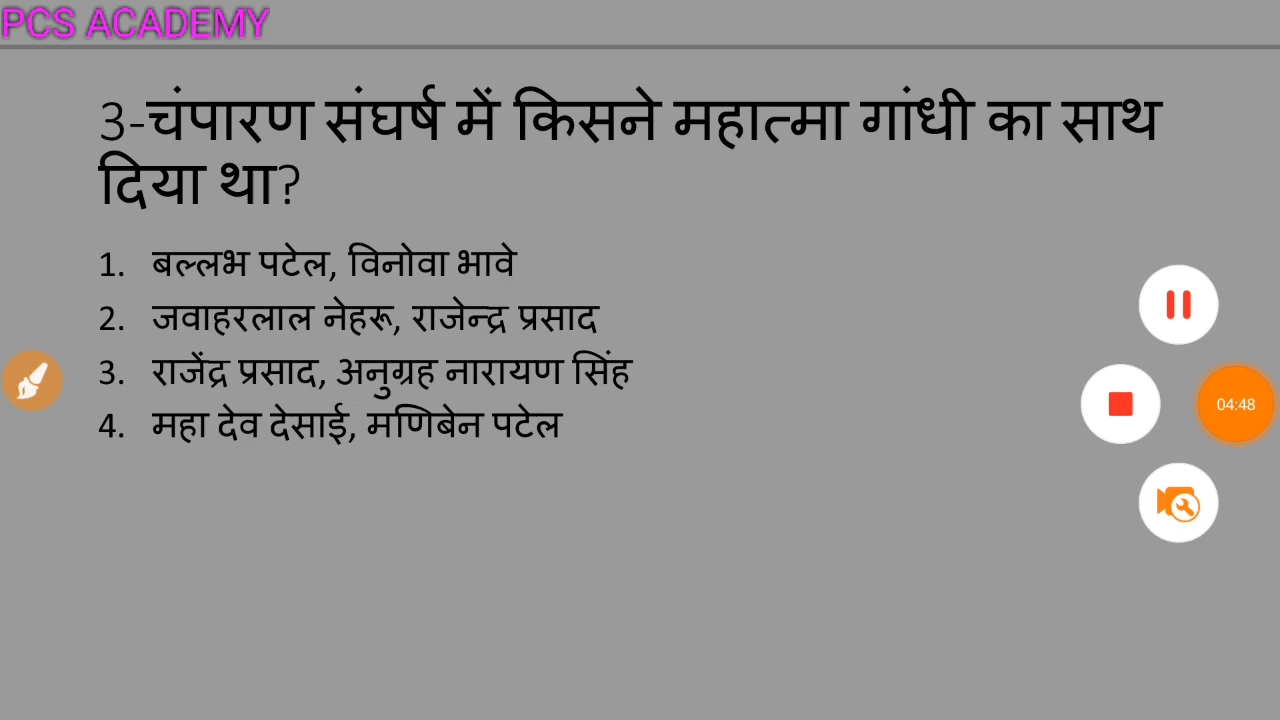 PCS ACADEMY
3-चंपारण संघर्ष में किसने महात्मा गांधी का साथ
दिया था?
1. बल्लभ पटेल, विनोवा भावे
2. जवाहरलाल नेहरू, राजेन्द्र प्रसाद
3. राजेंद्र प्रसाद, अनुग्रह नारायण सिंह
4. महा देव देसाई, मणिबेन पटेल
04:48